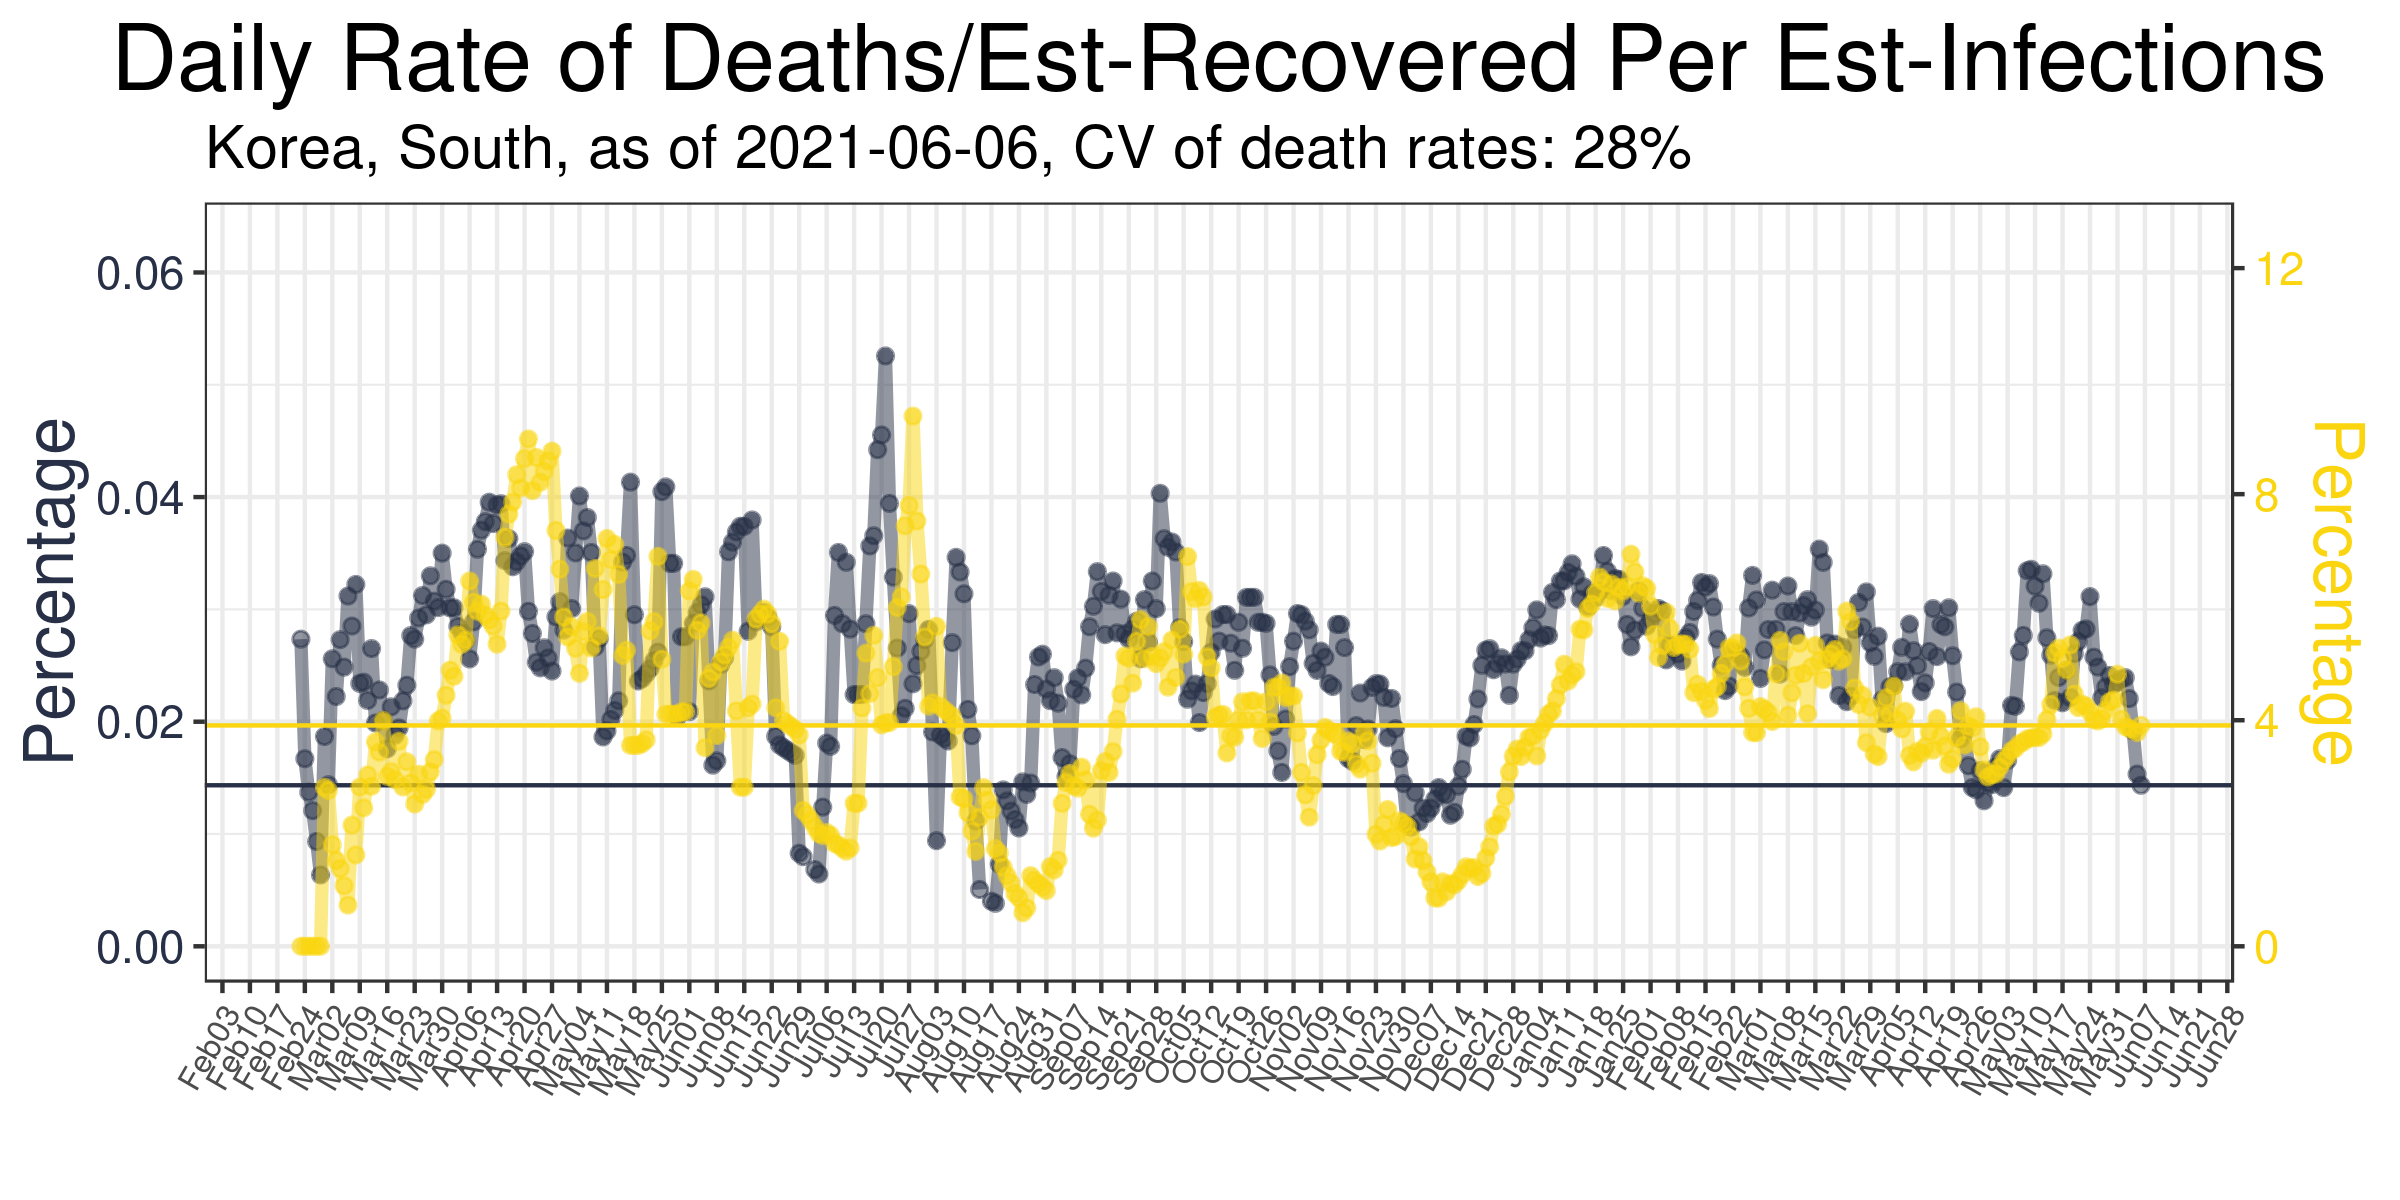 Daily Rate of Deaths/Est-Recovered Per Est-Infections
Korea, South, as of 2021-06-06, CV of death rates: 28%
Percentage
0.06
0.04
0.02
0.00
12
8
4
0
Percentage
Feb03
Feb10
Feb17
Feb24
Mar02
Mar09
Mar16
Mar23
Mar30
Apr06
Apr13
Apr20
Apr27
May04
May11
May18
May25
Jun01
Jun08
Jun15
Jun22
Jun29
Jul06
Jul13
Jul20
Jul27
Aug03
Aug10
Aug17
Aug24
Aug31
Sep07
Sep14
Sep21
Sep28
Oct05
Oct12
Oct19
Oct26
Nov02
Nov09
Nov16
Nov23
Nov30
Dec07
Dec14
Dec21
Dec28
Jan04
Jan11
Jan18
Jan25
Feb01
Feb08
Feb15
Feb22
Mar01
Mar08
Mar15
Mar22
Mar29
Apr05
Apr12
Apr19
Apr26
May03
May10
May17
May24
May31
Jun07
Jun14
Jun21
Jun28